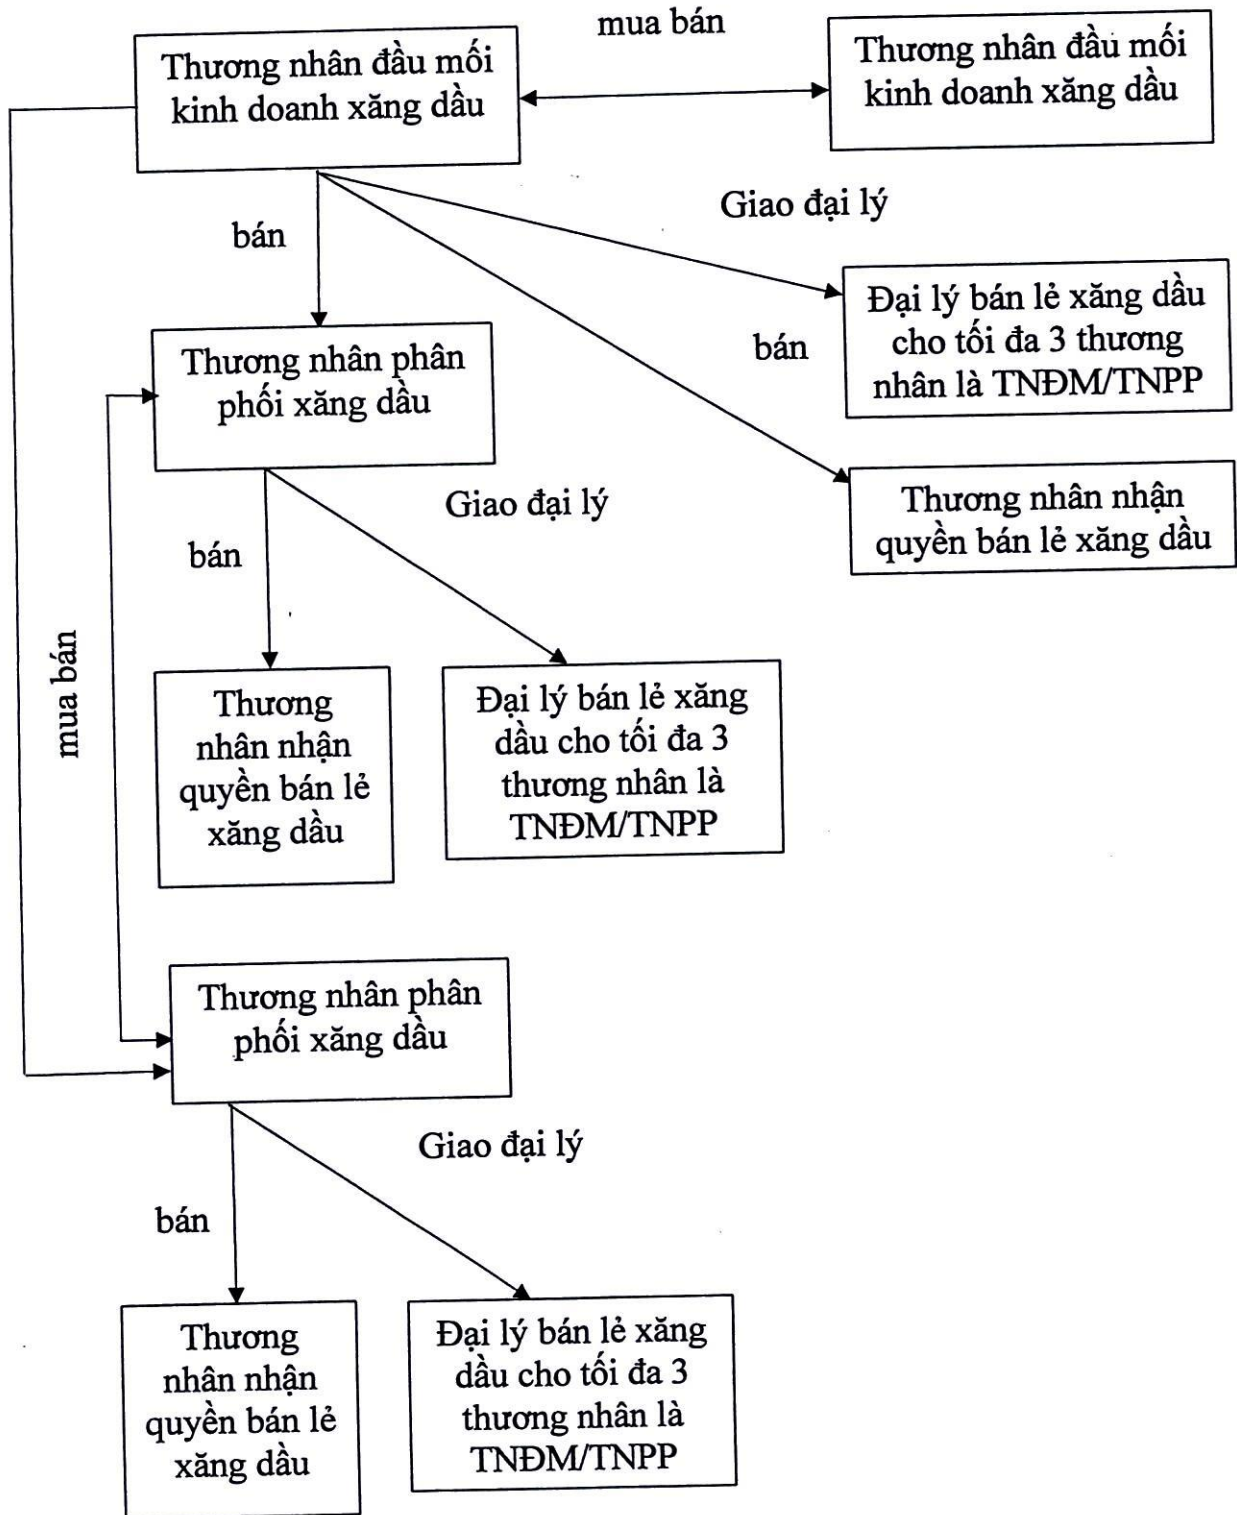 mua bán
Thương nhân đầu mối
kinh doanh xăng dầu
Thương nhân đầu mối
kinh doanh xăng dầu
Giao đại lý
bán
Đại lý bán lẻ xăng dầu
cho tối đa 3 thương
nhân là TNĐM/TNPP
bán
Thương nhân phân
phối xăng dầu
Thương nhân nhận
quyền bán lẻ xăng dầu
Giao đại lý
bán
mua bán
Thương
nhân nhận
quyền bán lẻ
xăng dầu
Đại lý bán lẻ xăng
dầu cho tối đa 3
thương nhân là
TNĐM/TNPP
Thương nhân phân
phối xăng dầu
Giao đại lý
bán
Thương
nhân nhận
quyền bán lẻ
xăng dầu
Đại lý bán lẻ xăng
dầu cho tối đa 3
thương nhân là
TNĐM/TNPP